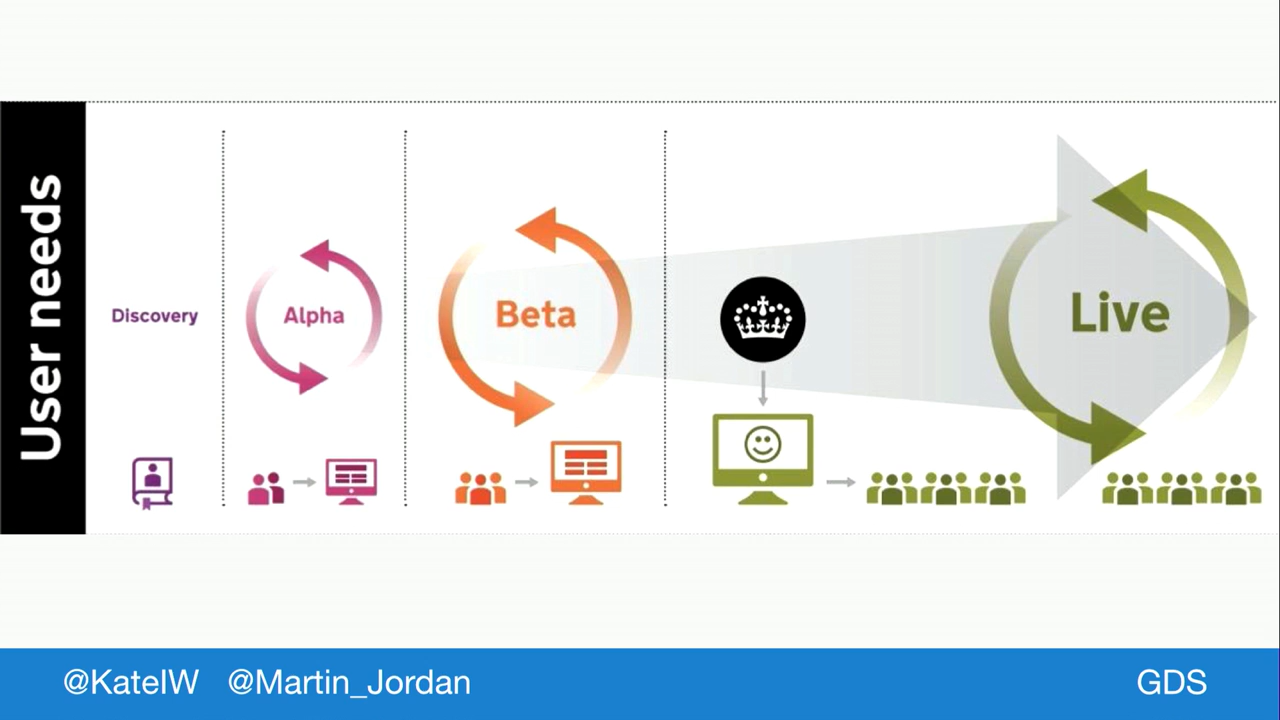 User needs
Discovery
Alpha
Beta
Live
@KateIW @Martin_Jordan
GDS